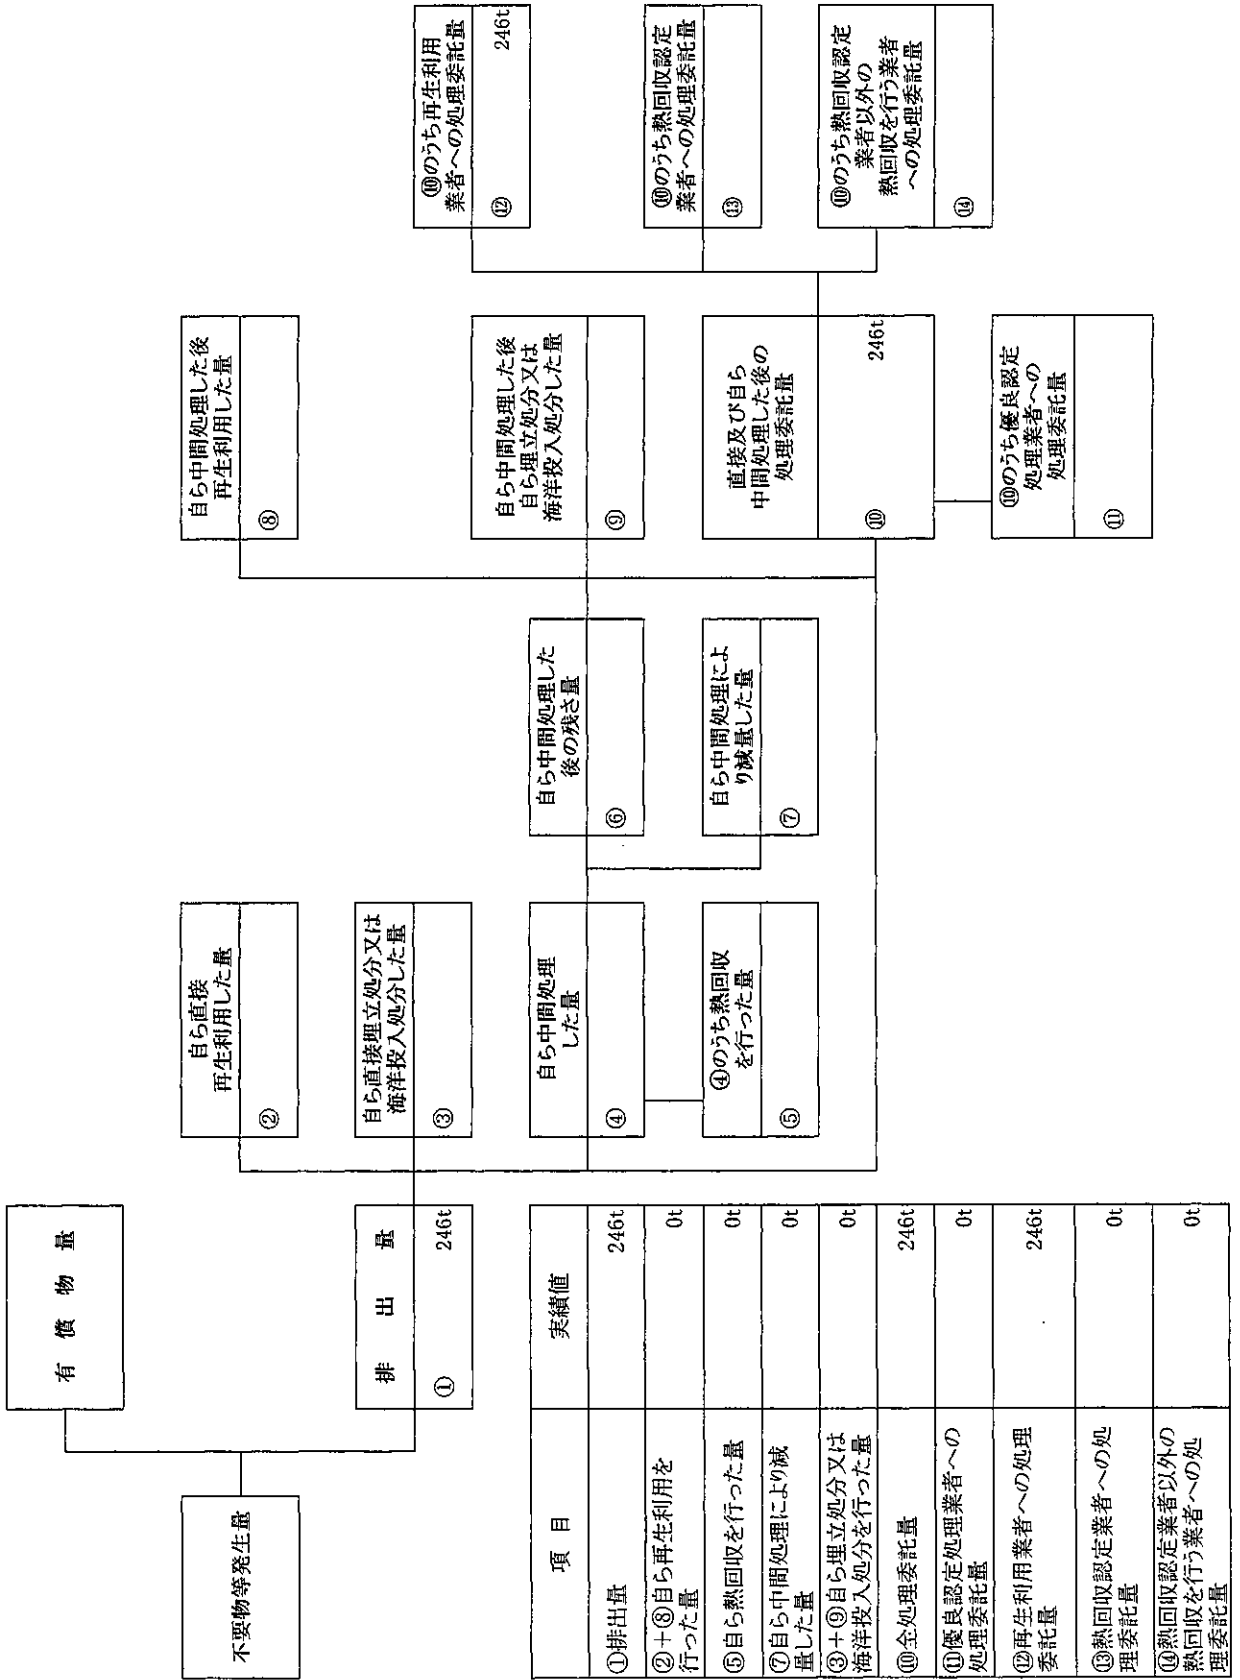 不要物等発生量
有償物量
排出量
① 246t
自ら直接
再生利用した量
②
自ら直接埋立処分又は
海洋投入処分した量
③
自ら中間処理
した量
④
④のうち熱回収
を行った量
⑤
自ら中間処理した
後の残さ量
⑥
自ら中間処理によ
り減量した量
⑦
自ら中間処理した後
再生利用した量
⑧
自ら中間処理した後
自ら埋立処分又は
海洋投入処分した量
⑨
直接及び自ら
中間処理した後の
処理委託量
⑩ 246t
⑩のうち優良認定
処理業者への
処理委託量
⑪
⑩のうち再生利用
業者への処理委託量
⑫ 246t
⑩のうち熱回収認定
業者への処理委託量
⑬
⑩のうち熱回収認定
業者以外の
熱回収を行う業者
への処理委託量
⑭
項目 実績値
①排出量 246t
②+⑧自ら再生利用を
行った量 0t
⑤自ら熱回収を行った量 0t
⑦自ら中間処理により減
量した量 0t
③+⑨自ら埋立処分又は
海洋投入処分を行った量 0t
⑩全処理委託量 246t
⑪優良認定処理業者への
処理委託量 0t
⑫再生利用業者への処理
委託量 246t
⑬熱回収認定業者への処
理委託量 0t
⑭熱回収認定業者以外の
熱回収を行う業者への処
理委託量 0t